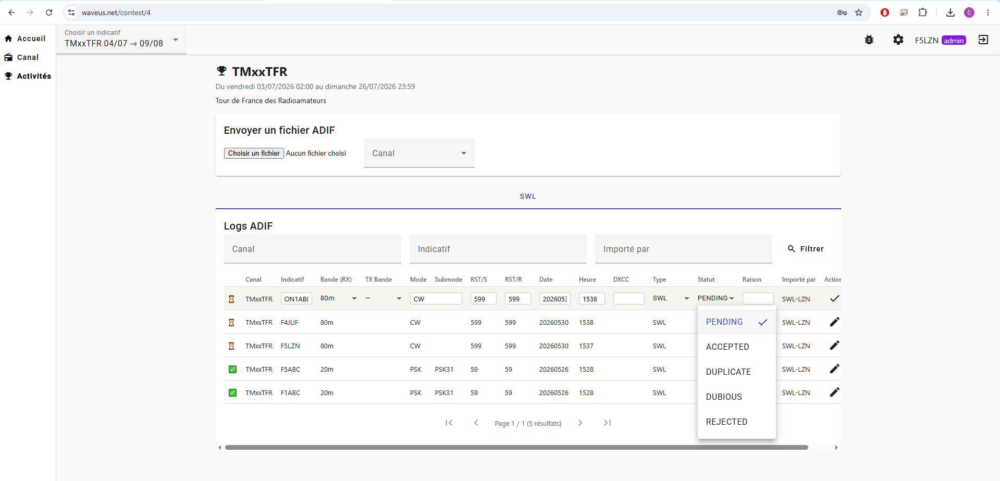 waveus.net/contest/4
C
Accueil
Canal
Activités
Choisir un indicatif
TMxxTFR 04/07 → 09/08
F5LZN admin
TMxxTFR
Du vendredi 03/07/2026 02:00 au dimanche 26/07/2026 23:59
Tour de France des Radioamateurs
Envoyer un fichier ADIF
Choisir un fichier Aucun fichier choisi
Canal
SWL
Logs ADIF
Canal Indicatif Importé par Filtrer
Canal Indicatif Bande (RX) TX Bande Mode Submode RST/S RST/R Date Heure DXCC Type Statut Raison Importé par Action
TMxxTFR ON1ABC 80m – CW 599 599 2026053 1538 SWL PENDING SWL-LZN
TMxxTFR F4JUF 80m CW 599 599 20260530 1538 SWL SWL-LZN
TMxxTFR F5LZN 80m CW 599 599 20260530 1537 SWL SWL-LZN
TMxxTFR F5ABC 20m PSK PSK31 59 59 20260526 1528 SWL SWL-LZN
TMxxTFR F1ABC 20m PSK PSK31 59 59 20260526 1528 SWL SWL-LZN
PENDING
ACCEPTED
DUPLICATE
DUBIOUS
REJECTED
Page 1 / 1 (5 résultats)